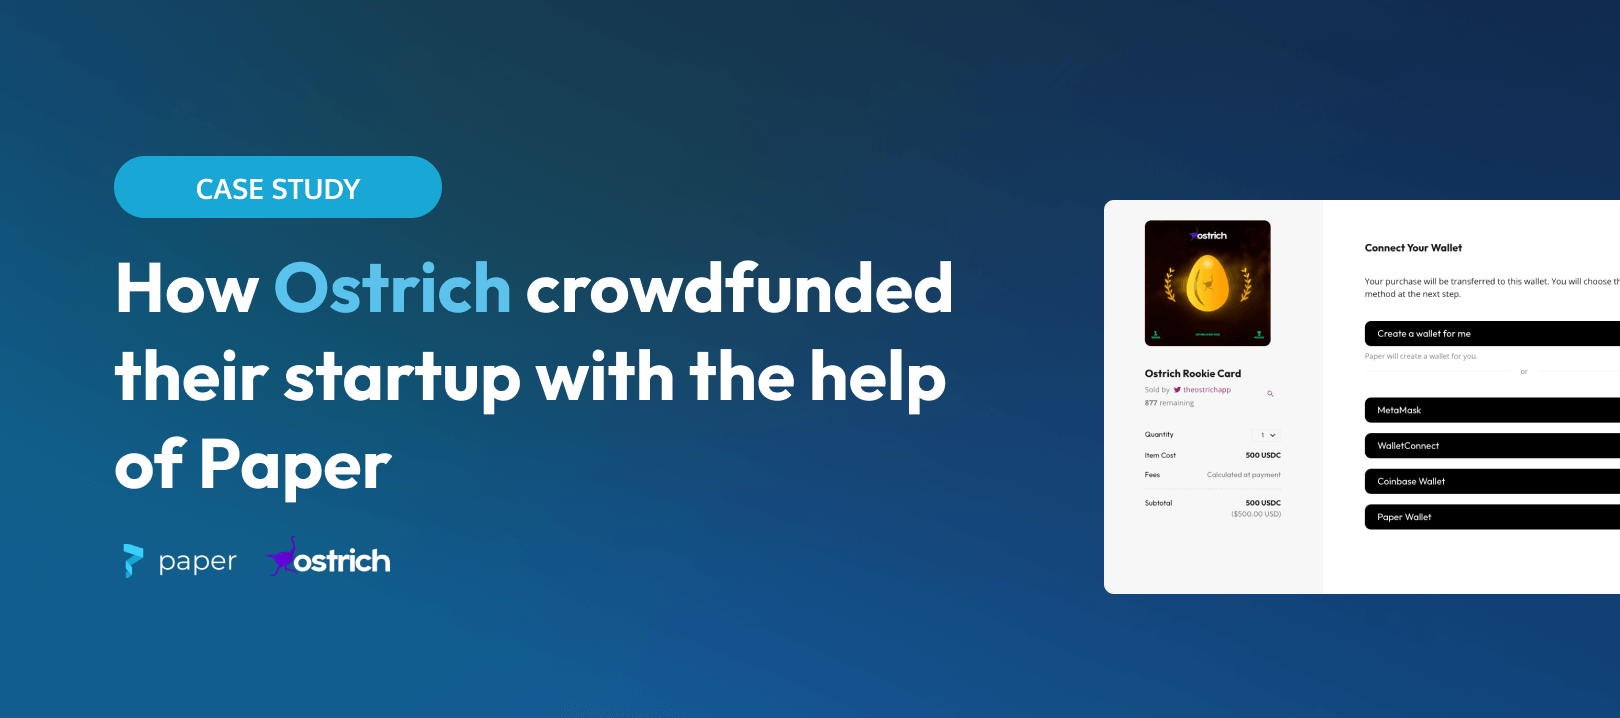 CASE STUDY
How Ostrich crowdfunded
their startup with the help
of Paper
paper
ostrich
ostrich
Ostrich Rookie Card
Sold by theostrichapp
877 remaining
Quantity 1
Item Cost 500 USDC
Fees Calculated at payment
Subtotal 500 USDC
($500.00 USD)
Connect Your Wallet
Your purchase will be transferred to this wallet. You will choose
method at the next step.
Create a wallet for me
Paper will create a wallet for you.
or
MetaMask
WalletConnect
Coinbase Wallet
Paper Wallet